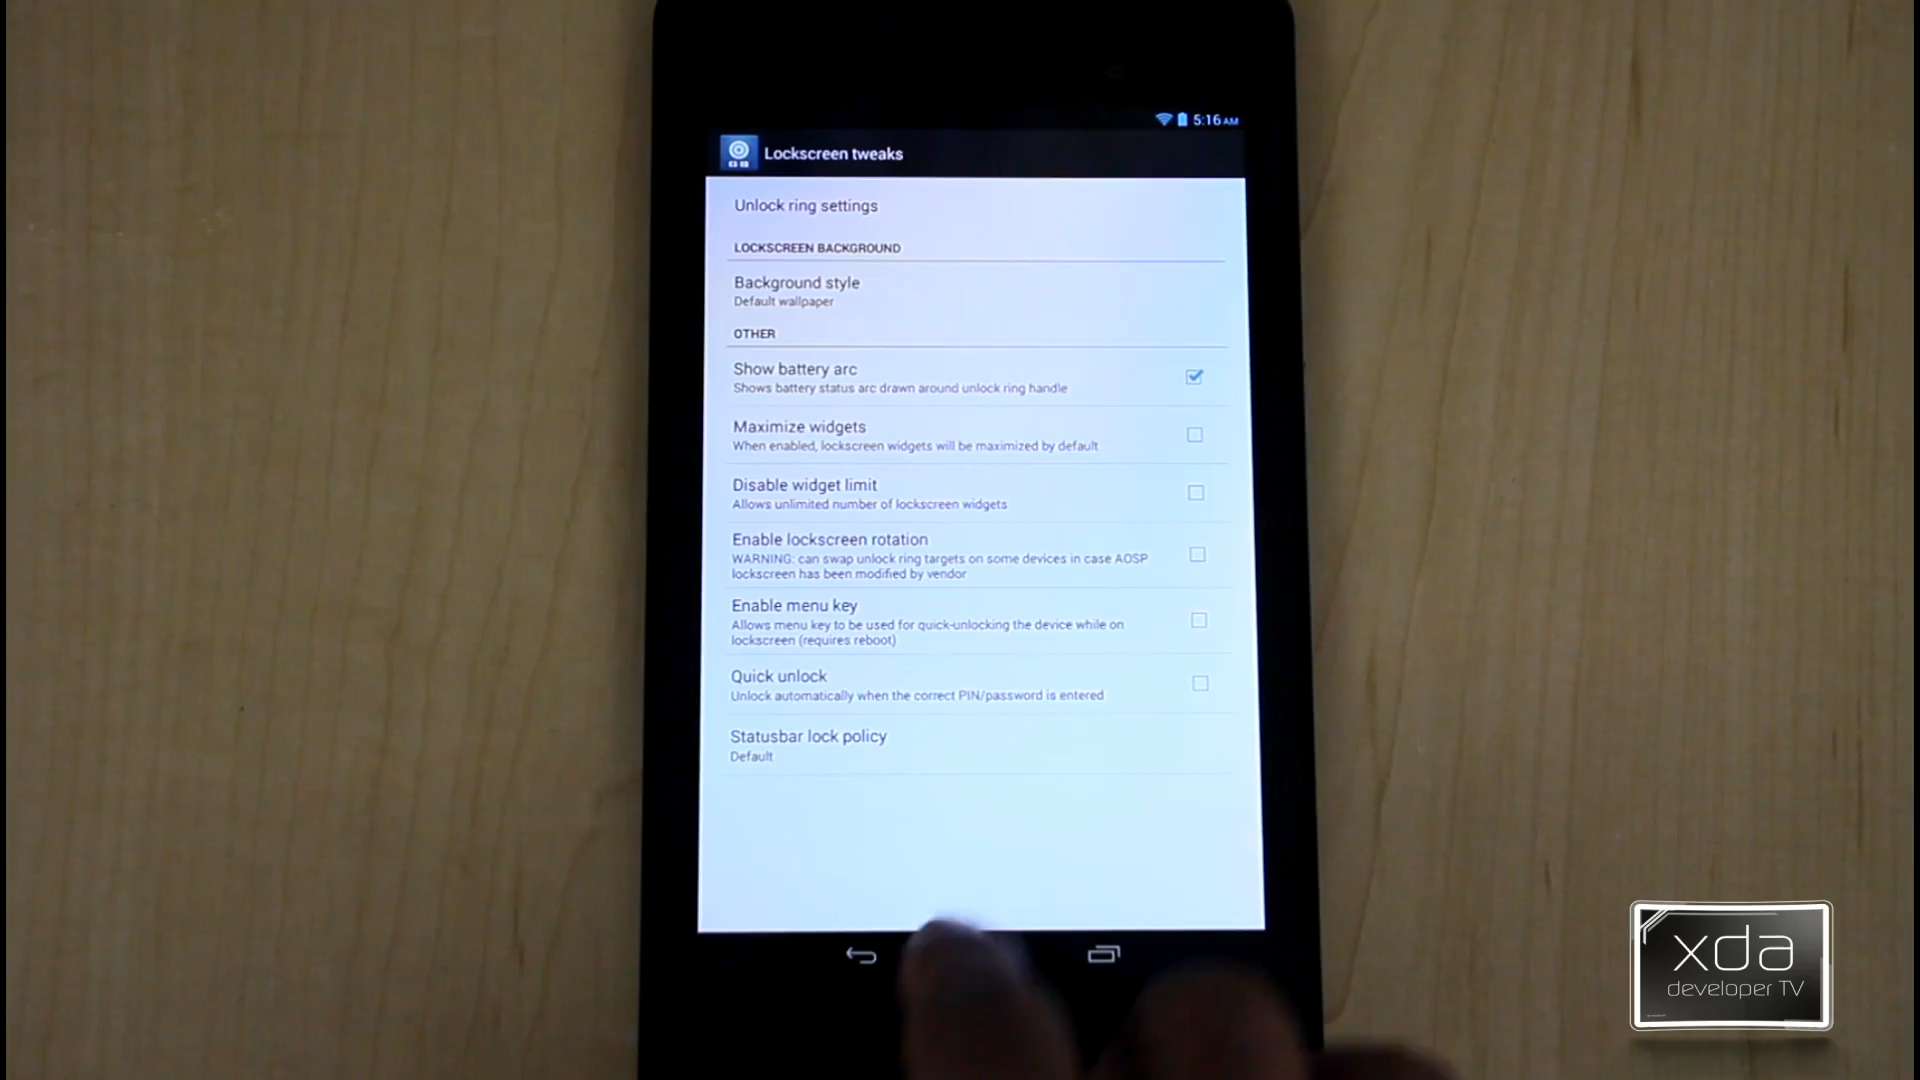 5:16 AM
Lockscreen tweaks
Unlock ring settings
LOCKSCREEN BACKGROUND
Background style
Default wallpaper
OTHER
Show battery arc
Shows battery status arc drawn around unlock ring handle
Maximize widgets
When enabled, lockscreen widgets will be maximized by default
Disable widget limit
Allows unlimited number of lockscreen widgets
Enable lockscreen rotation
WARNING: can swap unlock ring targets on some devices in case AOSP
lockscreen has been modified by vendor
Enable menu key
Allows menu key to be used for quick-unlocking the device while on
lockscreen (requires reboot)
Quick unlock
Unlock automatically when the correct PIN/password is entered
Statusbar lock policy
Default
xda
developer TV